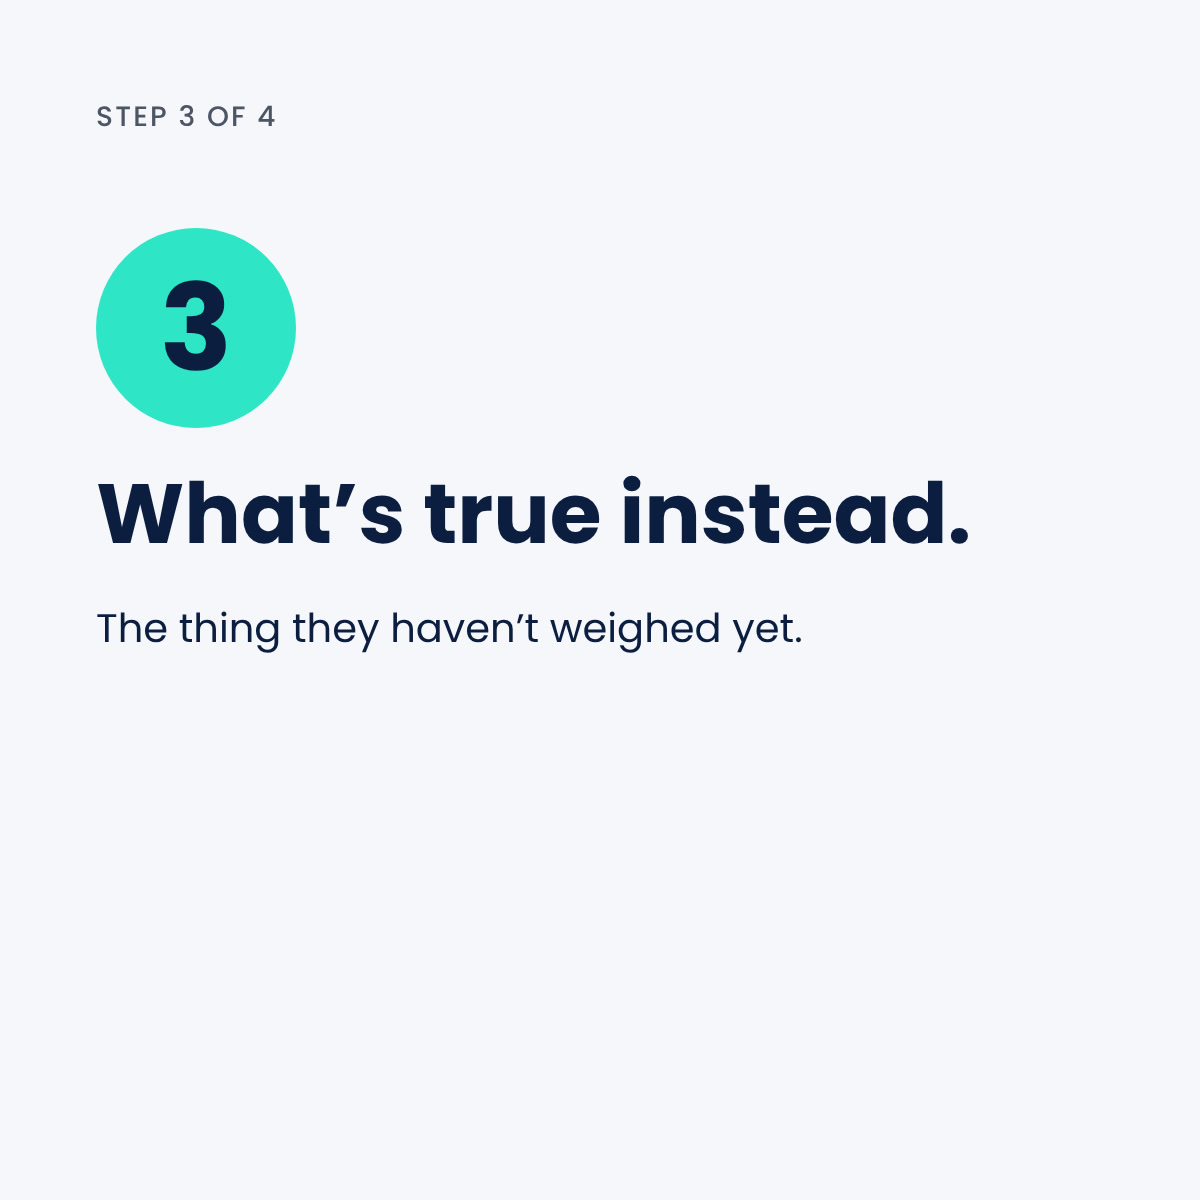 STEP 3 OF 4
3
What’s true instead.
The thing they haven’t weighed yet.